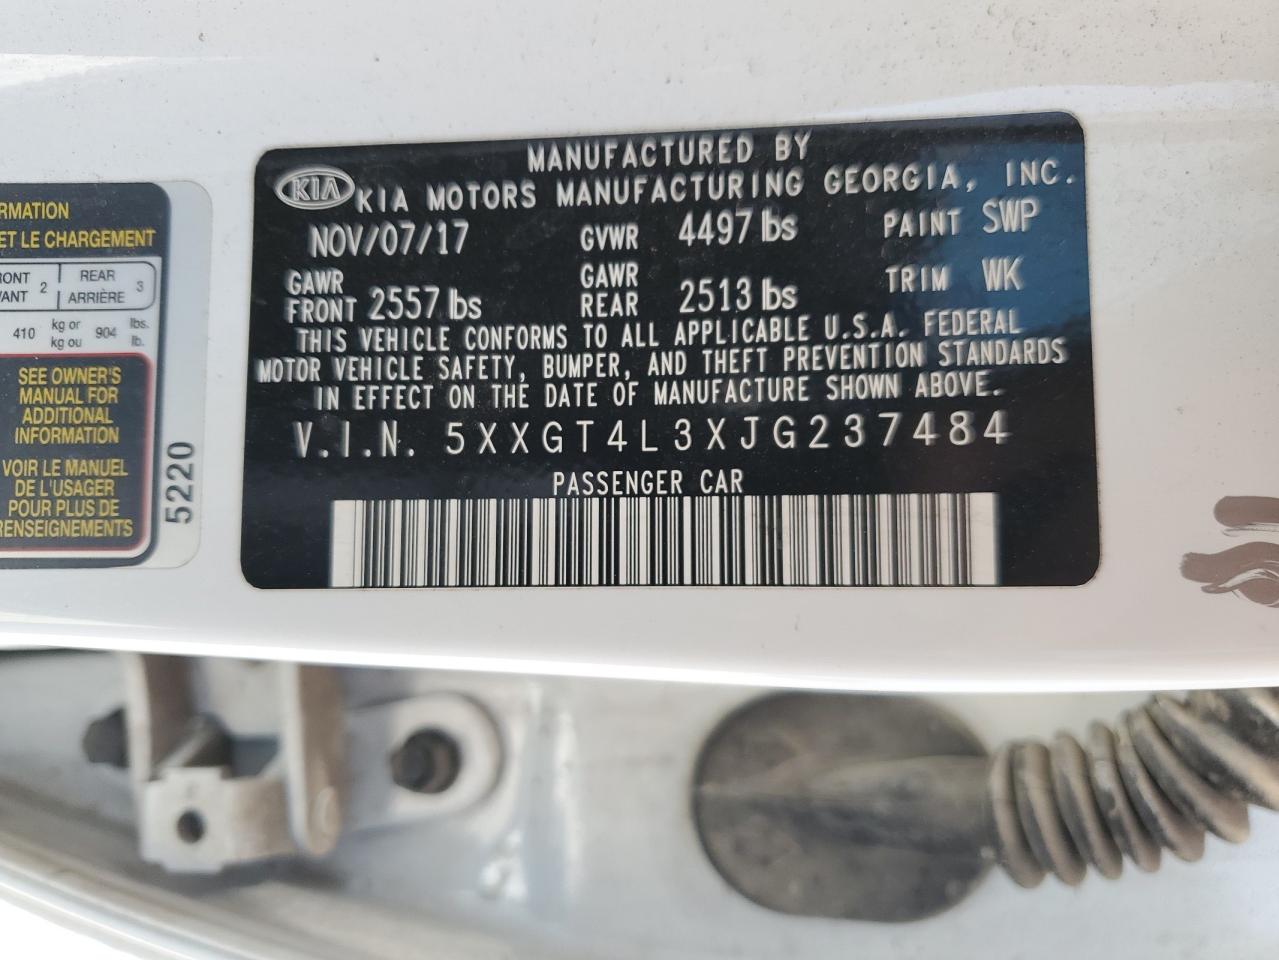 RMATION
ET LE CHARGEMENT
RONT 2 REAR 3
VANT ARRIÈRE
410 kg or 904 lbs.
kg ou lb.
SEE OWNER'S
MANUAL FOR
ADDITIONAL
INFORMATION
VOIR LE MANUEL
DE L'USAGER
POUR PLUS DE
RENSEIGNEMENTS
5220
MANUFACTURED BY
KIA KIA MOTORS MANUFACTURING GEORGIA, INC.
NOV/07/17 GVWR 4497 lbs PAINT SWP
GAWR GAWR TRIM WK
FRONT 2557 lbs REAR 2513 lbs
THIS VEHICLE CONFORMS TO ALL APPLICABLE U.S.A. FEDERAL
MOTOR VEHICLE SAFETY, BUMPER, AND THEFT PREVENTION STANDARDS
IN EFFECT ON THE DATE OF MANUFACTURE SHOWN ABOVE.
V.I.N. 5XXGT4L3XJG237484
PASSENGER CAR